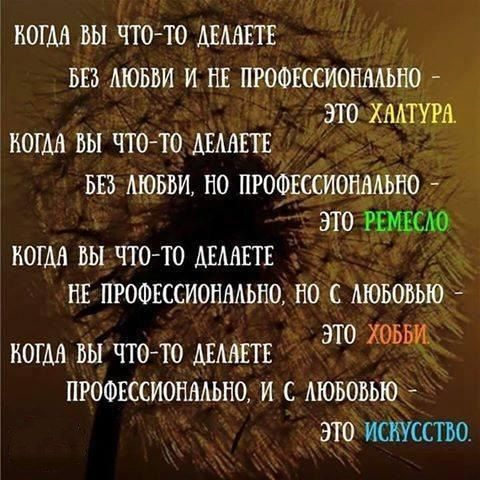 КОГДА ВЫ ЧТО-ТО ДЕЛАЕТЕ
БЕЗ ЛЮБВИ И НЕ ПРОФЕССИОНАЛЬНО -
ЭТО ХАЛТУРА.
КОГДА ВЫ ЧТО-ТО ДЕЛАЕТЕ
БЕЗ ЛЮБВИ, НО ПРОФЕССИОНАЛЬНО -
ЭТО РЕМЕСЛО
КОГДА ВЫ ЧТО-ТО ДЕЛАЕТЕ
НЕ ПРОФЕССИОНАЛЬНО, НО С ЛЮБОВЬЮ -
ЭТО ХОББИ.
КОГДА ВЫ ЧТО-ТО ДЕЛАЕТЕ
ПРОФЕССИОНАЛЬНО, И С ЛЮБОВЬЮ -
ЭТО ИСКУССТВО.